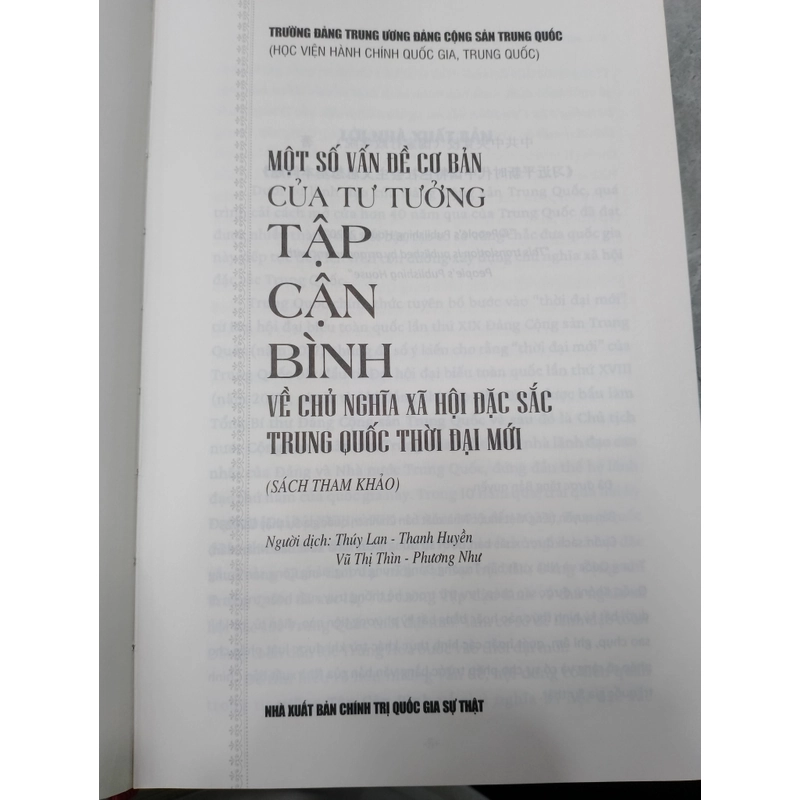 TRƯỜNG ĐẢNG TRUNG ƯƠNG ĐẢNG CỘNG SẢN TRUNG QUỐC
(HỌC VIỆN HÀNH CHÍNH QUỐC GIA, TRUNG QUỐC)
MỘT SỐ VẤN ĐỀ CƠ BẢN
CỦA TƯ TƯỞNG
TẬP
CẬN
BÌNH
VỀ CHỦ NGHĨA XÃ HỘI ĐẶC SẮC
TRUNG QUỐC THỜI ĐẠI MỚI
(SÁCH THAM KHẢO)
Người dịch: Thúy Lan - Thanh Huyền
Vũ Thị Thìn - Phương Như
NHÀ XUẤT BẢN CHÍNH TRỊ QUỐC GIA SỰ THẬT